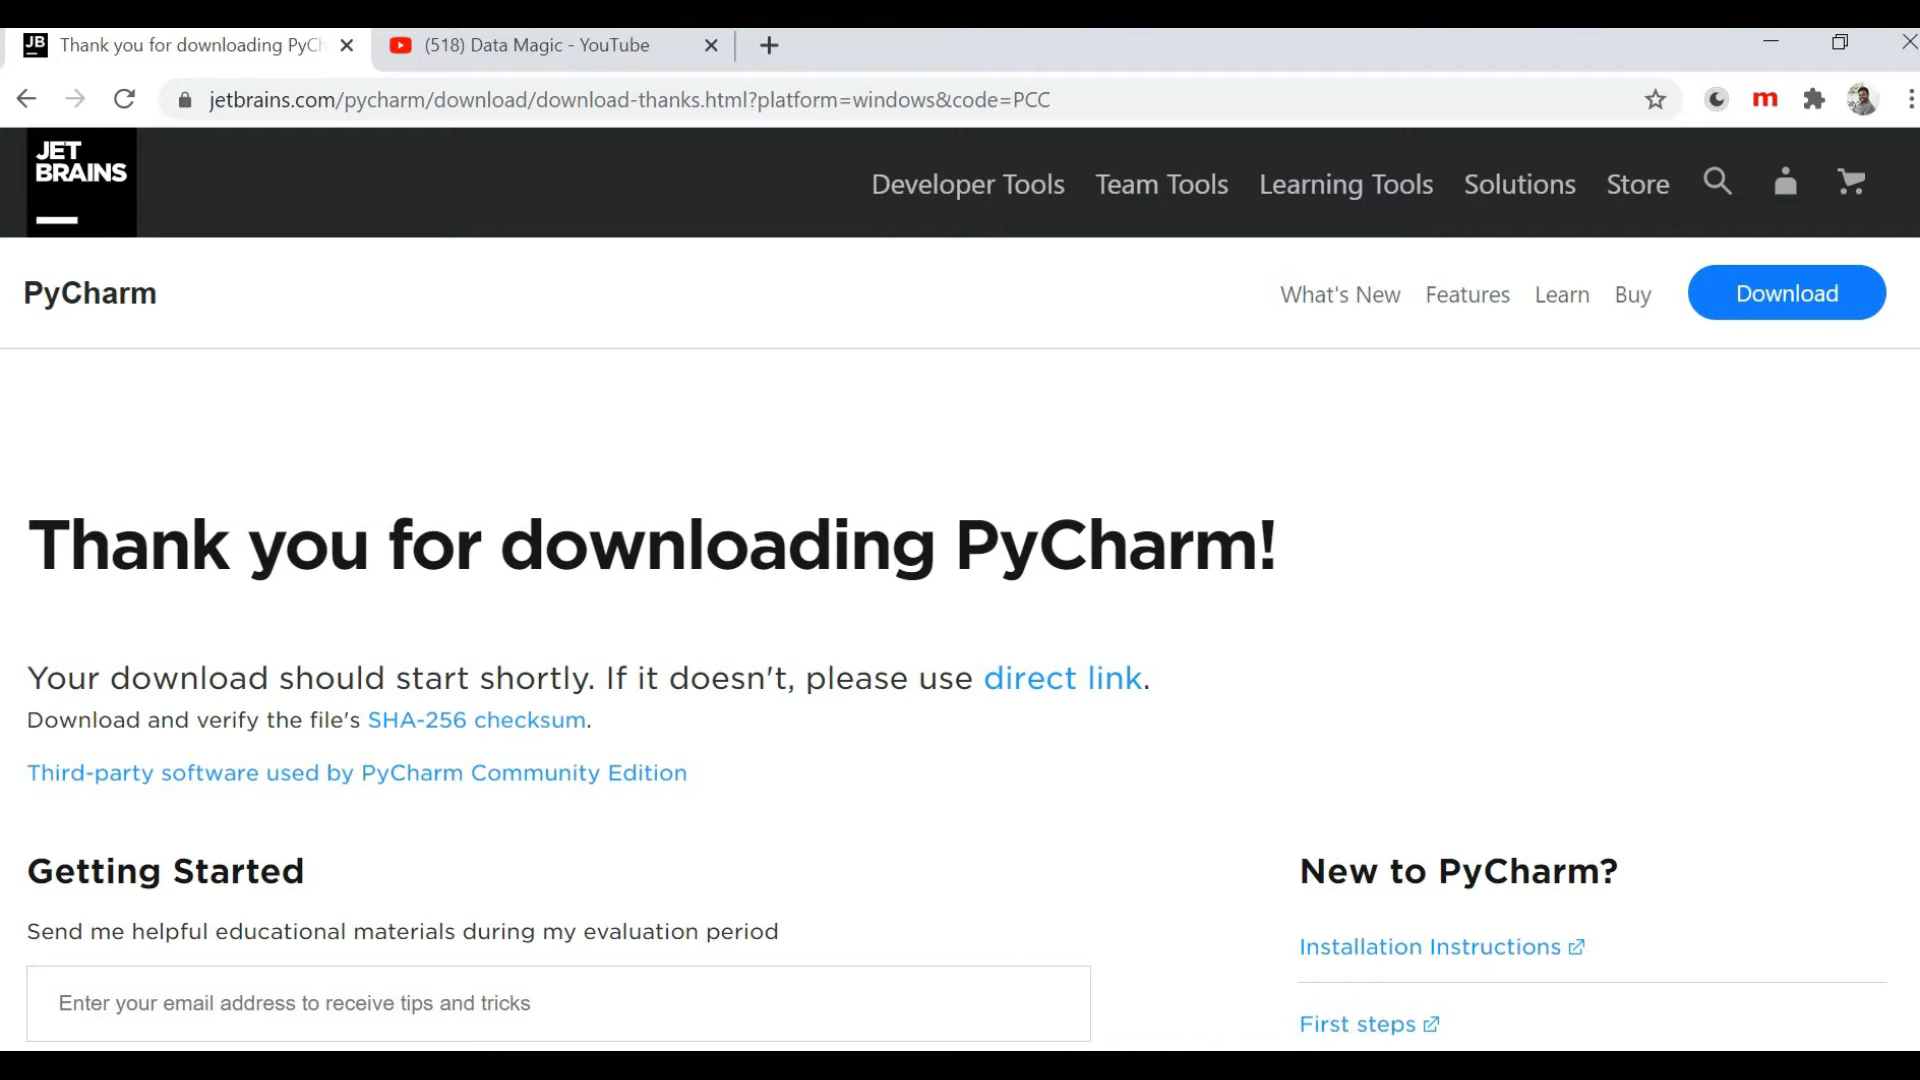 JB Thank you for downloading PyCh
(518) Data Magic - YouTube
jetbrains.com/pycharm/download/download-thanks.html?platform=windows&code=PCC
m
JET
BRAINS
Developer Tools Team Tools Learning Tools Solutions Store
PyCharm
What's New Features Learn Buy Download
Thank you for downloading PyCharm!
Your download should start shortly. If it doesn't, please use direct link.
Download and verify the file's SHA-256 checksum.
Third-party software used by PyCharm Community Edition
Getting Started
Send me helpful educational materials during my evaluation period
Enter your email address to receive tips and tricks
New to PyCharm?
Installation Instructions
First steps